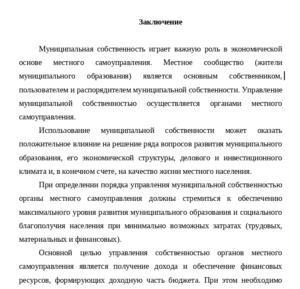 Заключение
Муниципальная собственность играет важную роль в экономической
основе местного самоуправления. Местное сообщество (жители
муниципального образования) является основным собственником,
пользователем и распорядителем муниципальной собственности. Управление
муниципальной собственностью осуществляется органами местного
самоуправления.
Использование муниципальной собственности может оказать
положительное влияние на решение ряда вопросов развития муниципального
образования, его экономической структуры, делового и инвестиционного
климата и, в конечном счете, на качество жизни местного населения.
При определении порядка управления муниципальной собственностью
органы местного самоуправления должны стремиться к обеспечению
максимального уровня развития муниципального образования и социального
благополучия населения при минимально возможных затратах (трудовых,
материальных и финансовых).
Основной целью управления собственностью органов местного
самоуправления является получение дохода и обеспечение финансовых
ресурсов, формирующих доходную часть бюджета. При этом необходимо